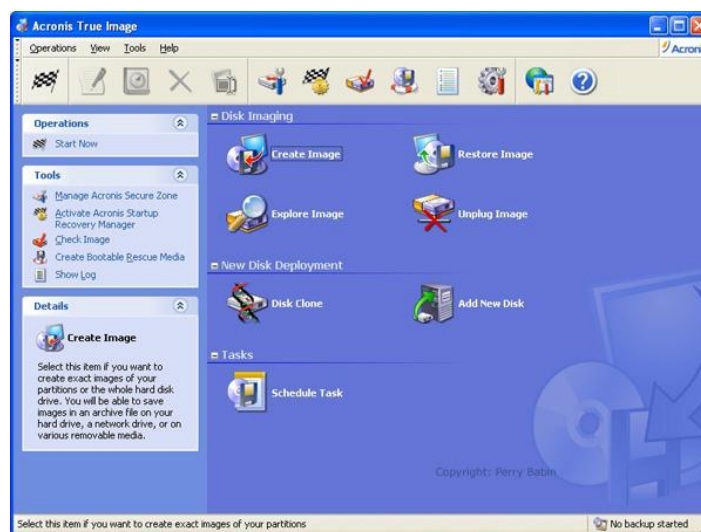 Acronis True Image
Operations View Tools Help
Acroni
Operations
Start Now
Tools
Manage Acronis Secure Zone
Activate Acronis Startup
Recovery Manager
Check Image
Create Bootable Rescue Media
Show Log
Details
Create Image
Select this item if you want to
create exact images of your
partitions or the whole hard disk
drive. You will be able to save
images in an archive file on your
hard drive, a network drive, or on
various removable media.
Disk Imaging
Create Image
Restore Image
Explore Image
Unplug Image
New Disk Deployment
Disk Clone
Add New Disk
Tasks
Schedule Task
Copyright: Perry Babin
Select this item if you want to create exact images of your partitions
No backup started